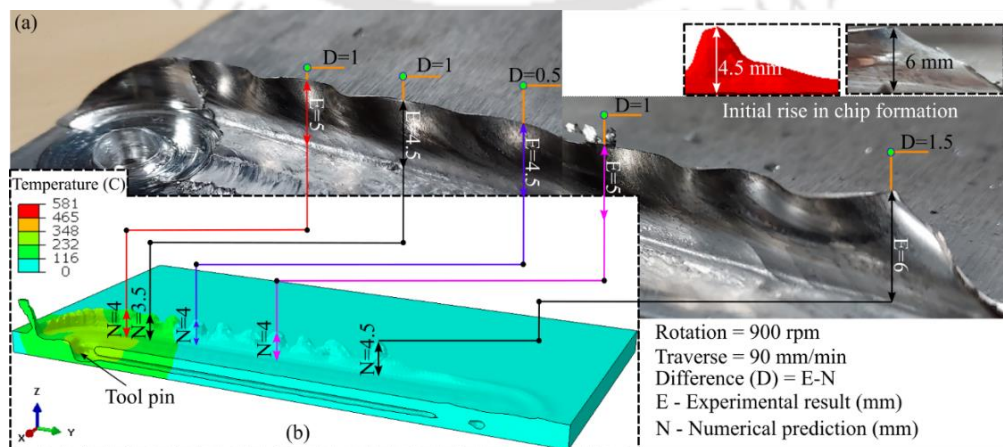 (a)
D=1
D=1
D=0.5
D=1
D=1.5
4.5 mm
6 mm
Initial rise in chip formation
E=5
E=4.5
E=4.5
E=5
E=6
Temperature (C)
581
465
348
232
116
0
N=4
N=3.5
N=4
N=4
N=4.5
Tool pin
Z
X
Y
(b)
Rotation = 900 rpm
Traverse = 90 mm/min
Difference (D) = E-N
E - Experimental result (mm)
N - Numerical prediction (mm)